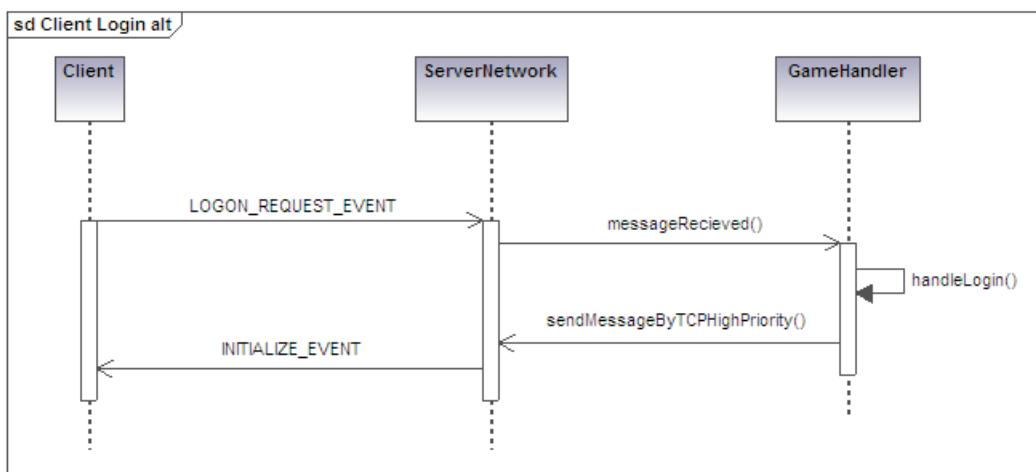 sd Client Login alt
Client
ServerNetwork
GameHandler
LOGON_REQUEST_EVENT
messageRecieved()
handleLogin()
sendMessageByTCPHighPriority()
INITIALIZE_EVENT